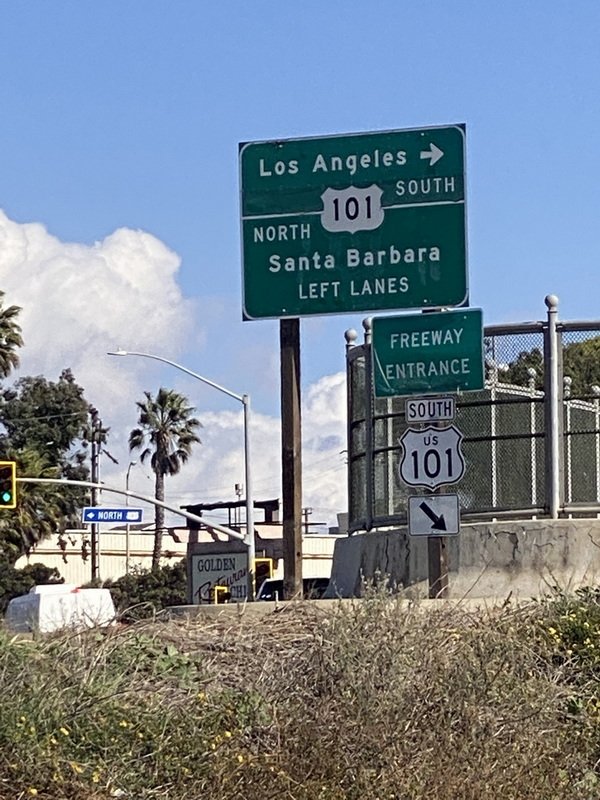 Los Angeles →
SOUTH
101
NORTH
Santa Barbara
LEFT LANES
FREEWAY
ENTRANCE
SOUTH
US
101
← NORTH
GOLDEN